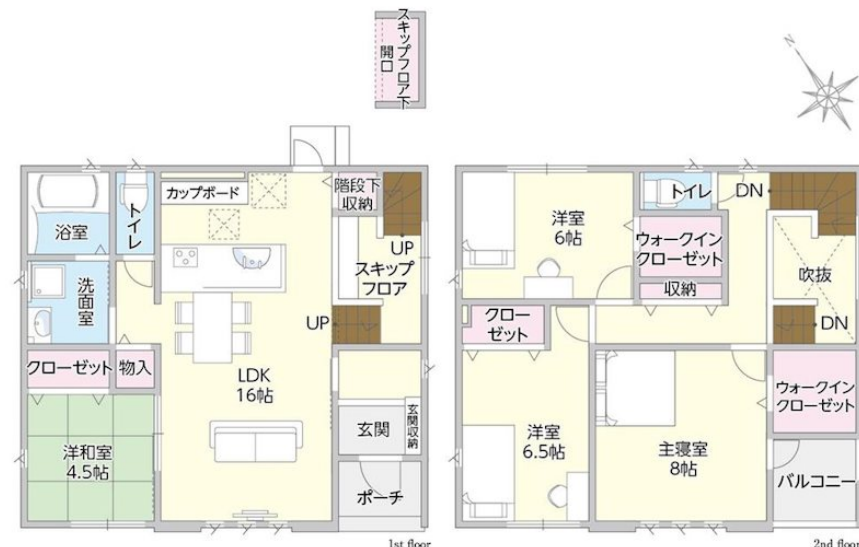 スキップフロア下
開口
N
カップボード
階段下
収納
トイレ
浴室
UP
スキップ
フロア
洗面室
UP
クローゼット
物入
LDK
16帖
玄関
玄関収納
洋和室
4.5帖
ポーチ
1st floor
トイレ
DN
洋室
6帖
ウォークイン
クローゼット
吹抜
収納
クロー
ゼット
DN
ウォークイン
クローゼット
洋室
6.5帖
主寝室
8帖
バルコニー
2nd floor